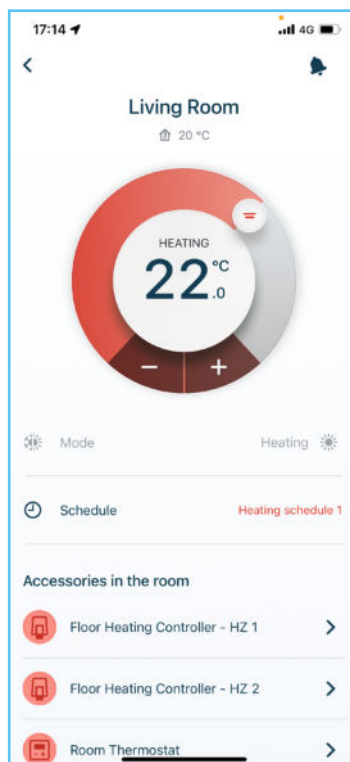 17:14
4G
Living Room
20 °C
HEATING
22.0 °C
− +
Mode Heating
Schedule Heating schedule 1
Accessories in the room
Floor Heating Controller - HZ 1
Floor Heating Controller - HZ 2
Room Thermostat